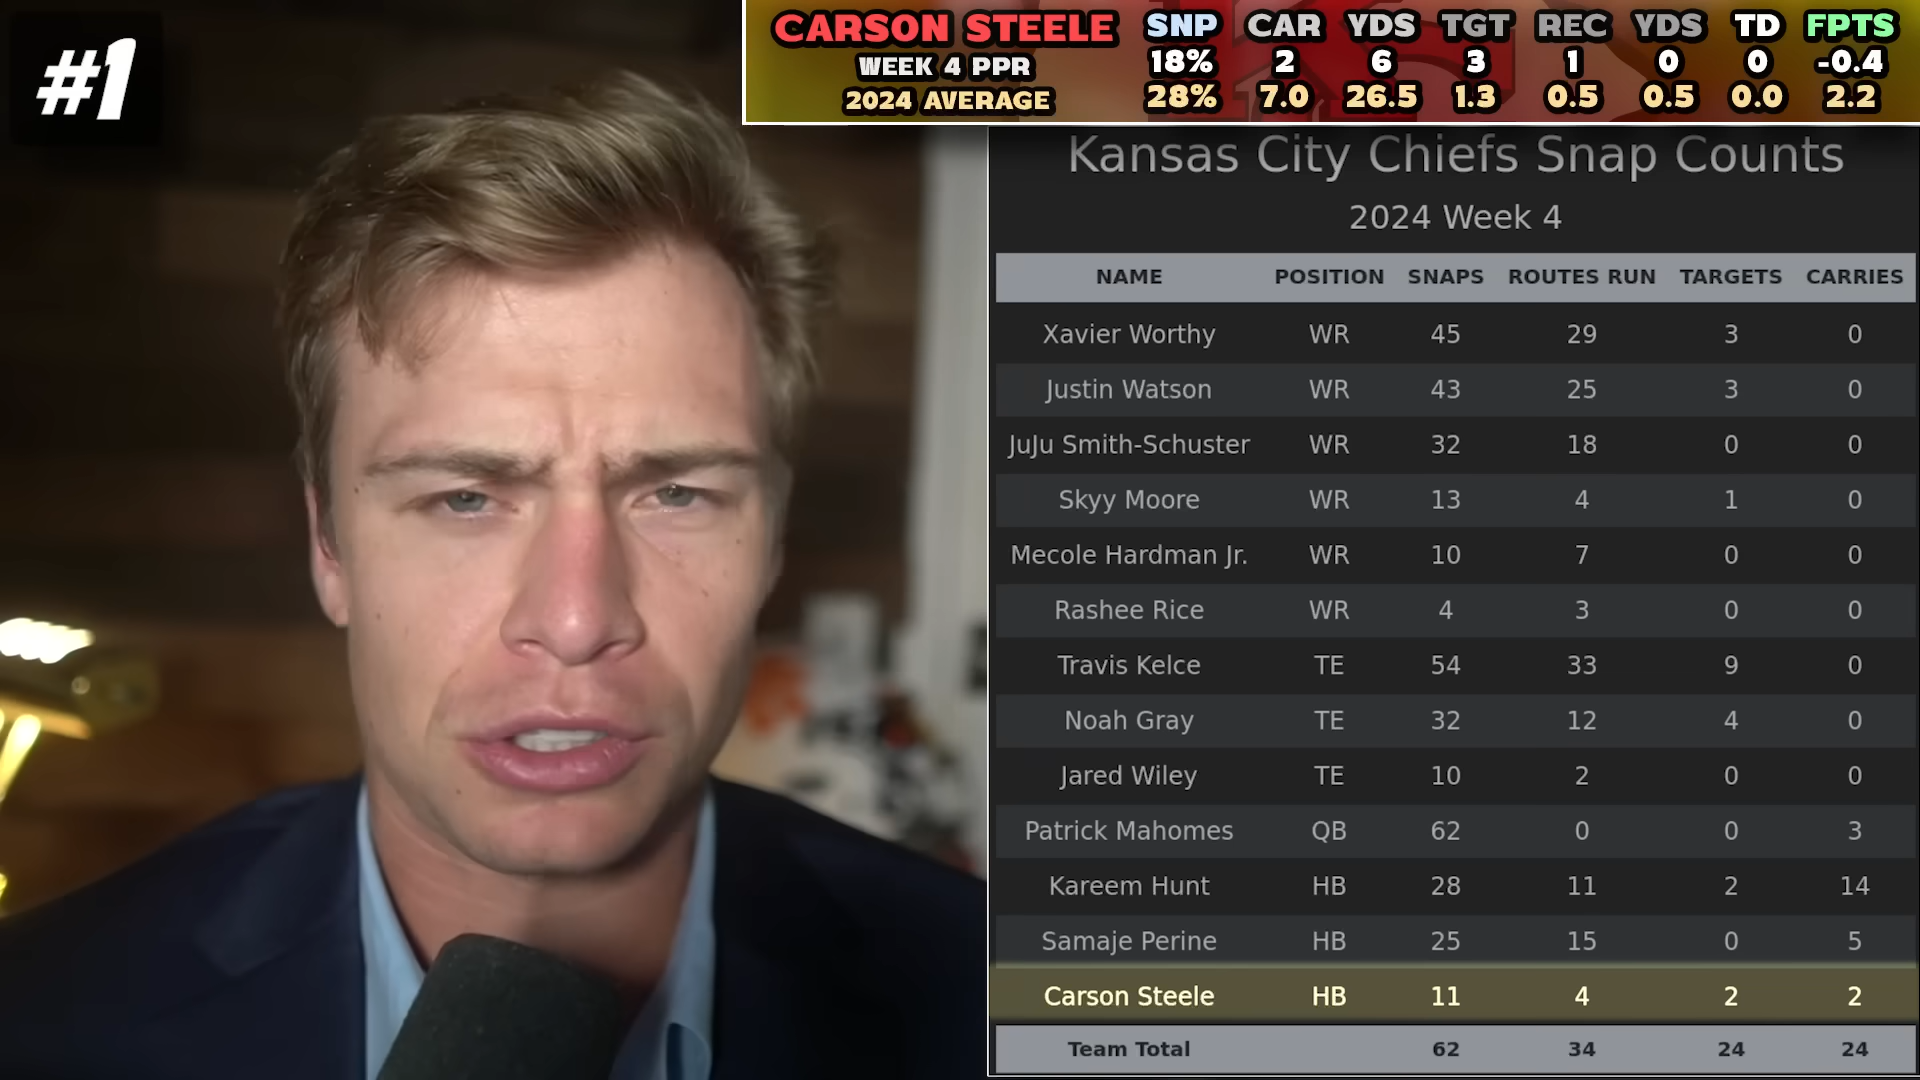 #1
CARSON STEELE SNP CAR YDS TGT REC YDS TD FPTS
WEEK 4 PPR 18% 2 6 3 1 0 0 -0.4
2024 AVERAGE 28% 7.0 26.5 1.3 0.5 0.5 0.0 2.2
Kansas City Chiefs Snap Counts
2024 Week 4
NAME POSITION SNAPS ROUTES RUN TARGETS CARRIES
Xavier Worthy WR 45 29 3 0
Justin Watson WR 43 25 3 0
JuJu Smith-Schuster WR 32 18 0 0
Skyy Moore WR 13 4 1 0
Mecole Hardman Jr. WR 10 7 0 0
Rashee Rice WR 4 3 0 0
Travis Kelce TE 54 33 9 0
Noah Gray TE 32 12 4 0
Jared Wiley TE 10 2 0 0
Patrick Mahomes QB 62 0 0 3
Kareem Hunt HB 28 11 2 14
Samaje Perine HB 25 15 0 5
Carson Steele HB 11 4 2 2
Team Total 62 34 24 24